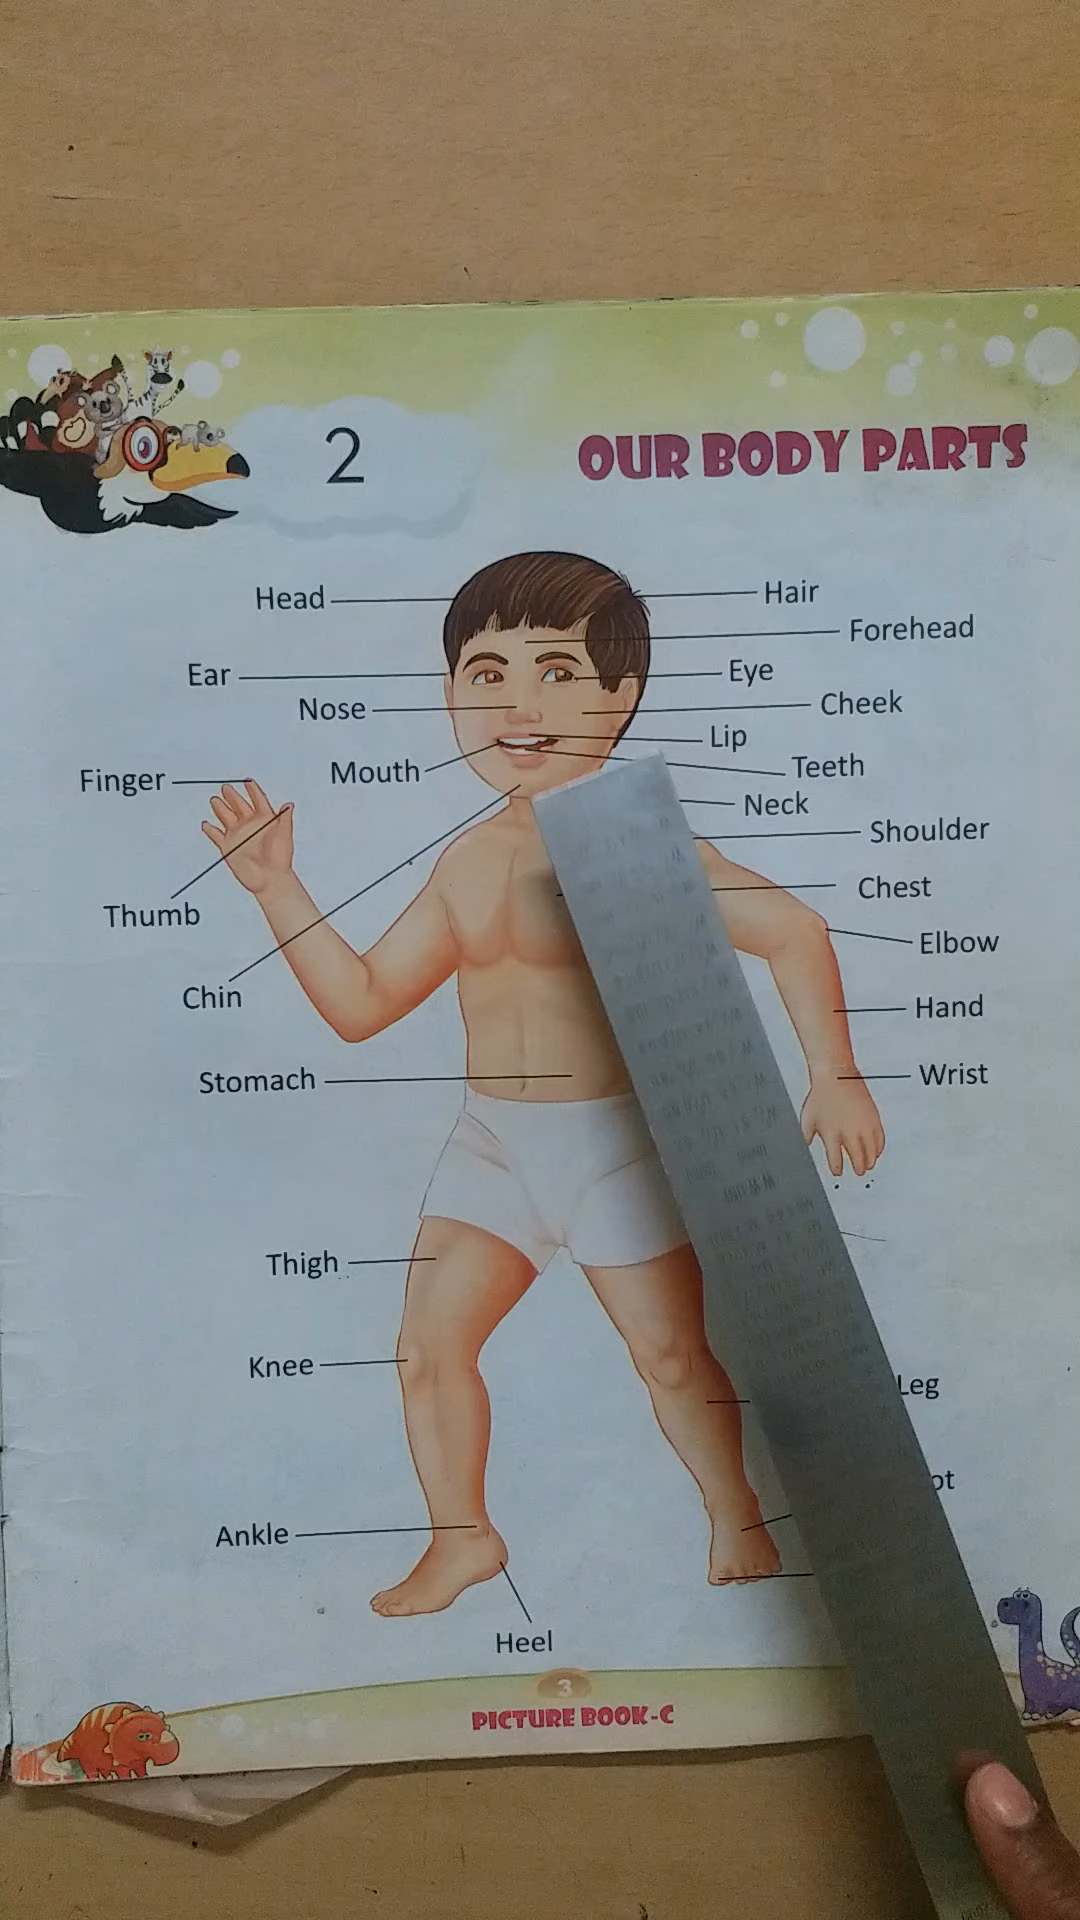 2
OUR BODY PARTS
Head
Hair
Forehead
Ear
Eye
Nose
Cheek
Lip
Mouth
Teeth
Finger
Neck
Shoulder
Chest
Thumb
Elbow
Chin
Hand
Stomach
Wrist
Thigh
Knee
Leg
ot
Ankle
Heel
3
PICTURE BOOK-C